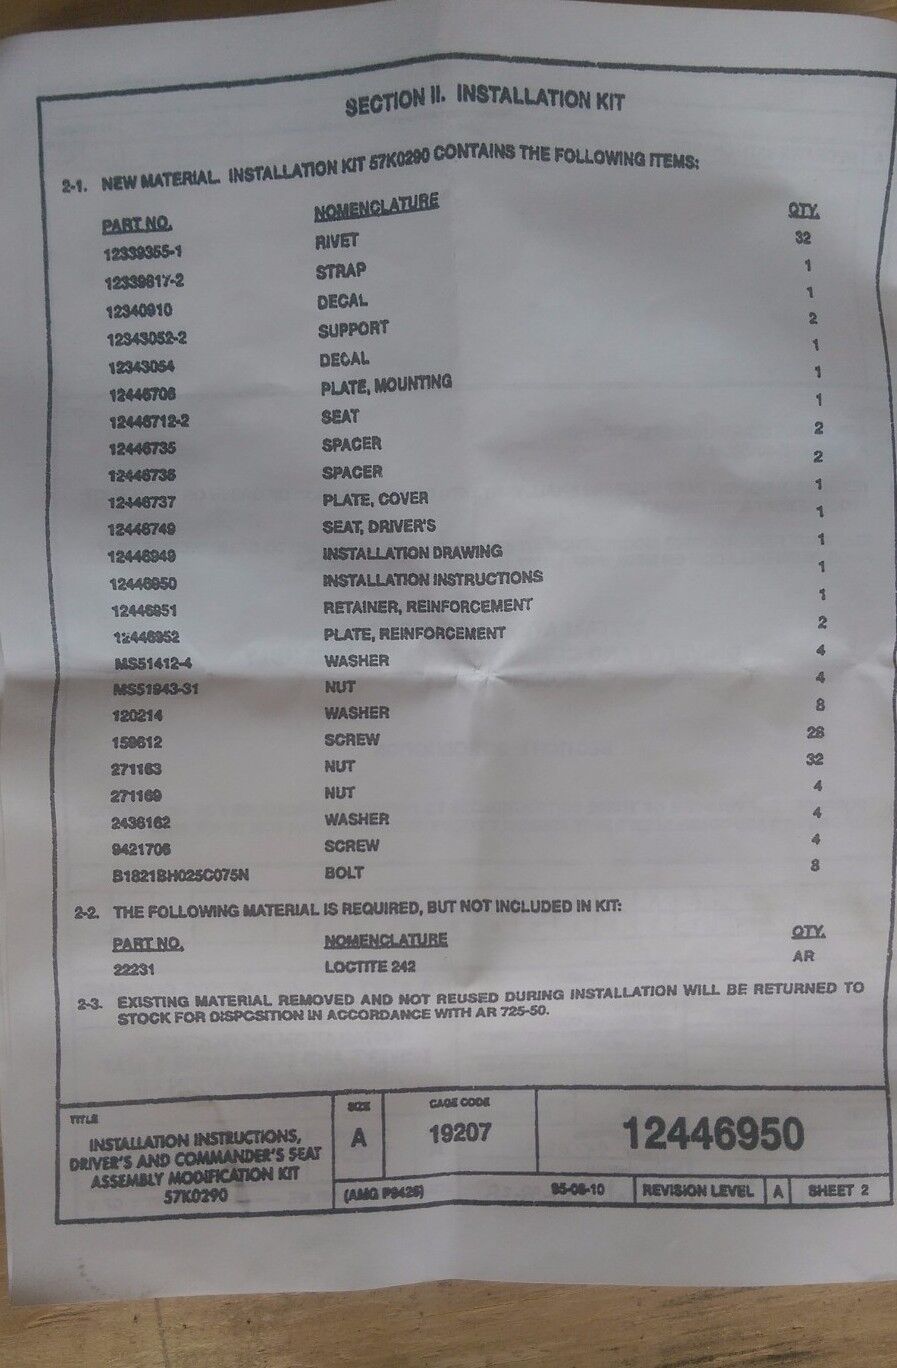 SECTION II. INSTALLATION KIT
2-1. NEW MATERIAL. INSTALLATION KIT 57K0290 CONTAINS THE FOLLOWING ITEMS:
PART NO. NOMENCLATURE QTY.
12339355-1 RIVET 32
12339617-2 STRAP 1
12340910 DECAL 1
12343052-2 SUPPORT 2
12343054 DECAL 1
12446706 PLATE, MOUNTING 1
12446712-2 SEAT 1
12446735 SPACER 2
12446736 SPACER 2
12446737 PLATE, COVER 1
12446749 SEAT, DRIVER'S 1
12446949 INSTALLATION DRAWING 1
12446950 INSTALLATION INSTRUCTIONS 1
12446951 RETAINER, REINFORCEMENT 1
12446952 PLATE, REINFORCEMENT 2
MS51412-4 WASHER 4
MS51943-31 NUT 4
120214 WASHER 8
159612 SCREW 28
271163 NUT 32
271169 NUT 4
2436162 WASHER 4
9421706 SCREW 4
B1821BH025C075N BOLT 8
2-2. THE FOLLOWING MATERIAL IS REQUIRED, BUT NOT INCLUDED IN KIT:
PART NO. NOMENCLATURE QTY.
22231 LOCTITE 242 AR
2-3. EXISTING MATERIAL REMOVED AND NOT REUSED DURING INSTALLATION WILL BE RETURNED TO
STOCK FOR DISPOSITION IN ACCORDANCE WITH AR 725-50.
TITLE
INSTALLATION INSTRUCTIONS,
DRIVER'S AND COMMANDER'S SEAT
ASSEMBLY MODIFICATION KIT
57K0290
SIZE
A
CAGE CODE
19207
12446950
(AMG P9426) 95-08-10 REVISION LEVEL A SHEET 2